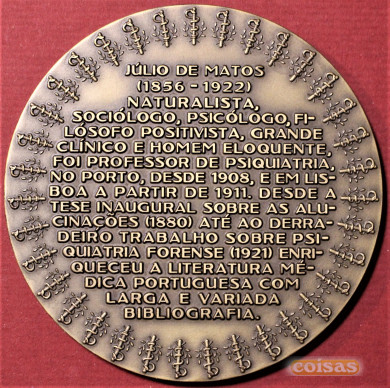 JÚLIO DE MATOS
(1856-1922)
NATURALISTA,
SOCIÓLOGO, PSICÓLOGO, FI-
LÓSOFO POSITIVISTA, GRANDE
CLÍNICO E HOMEM ELOQUENTE,
FOI PROFESSOR DE PSIQUIATRIA,
NO PORTO, DESDE 1908, E EM LIS-
BOA A PARTIR DE 1911. DESDE A
TESE INAUGURAL SOBRE AS ALU-
CINAÇÕES (1880) ATÉ AO DERRA-
DEIRO TRABALHO SOBRE PSI-
QUIATRIA FORENSE (1921) ENRI-
QUECEU A LITERATURA MÉ-
DICA PORTUGUESA COM
LARGA E VARIADA
BIBLIOGRAFIA.
coisas